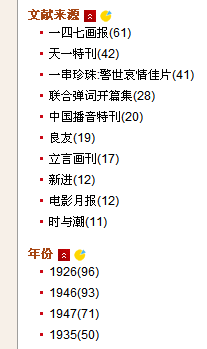 文献来源
一四七画报(61)
天一特刊(42)
一串珍珠:警世哀情佳片(41)
联合弹词开篇集(28)
中国播音特刊(20)
良友(19)
立言画刊(17)
新进(12)
电影月报(12)
时与潮(11)
年份
1926(96)
1946(93)
1947(71)
1935(50)